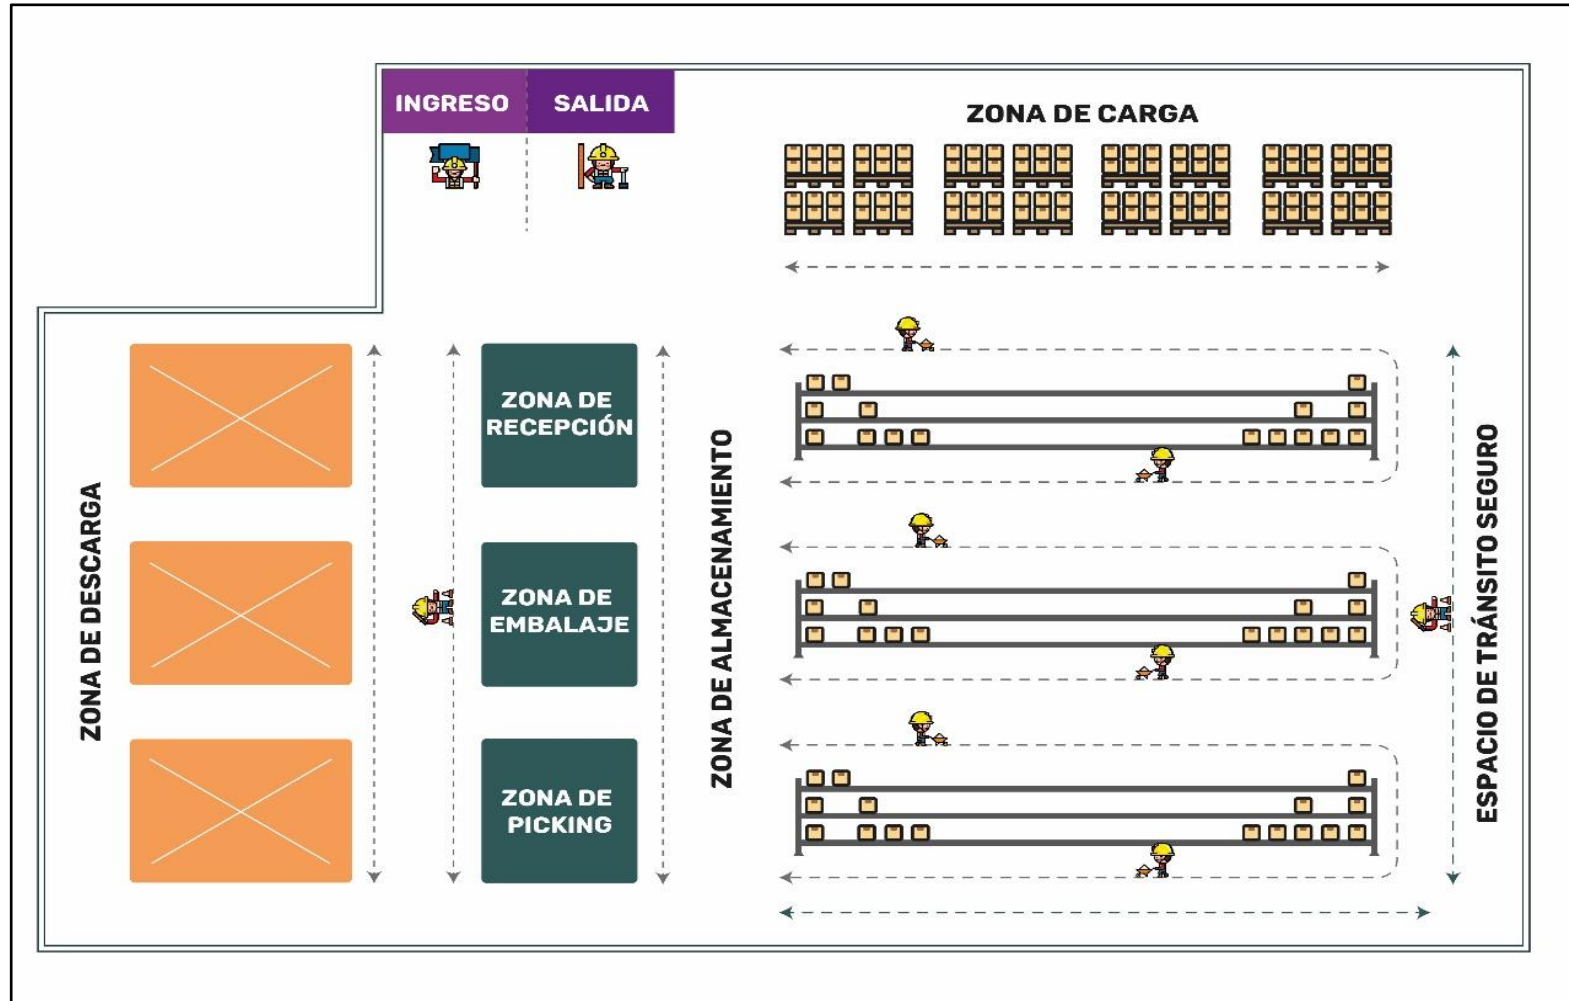 INGRESO
SALIDA
ZONA DE CARGA
ZONA DE DESCARGA
ZONA DE
RECEPCIÓN
ZONA DE
EMBALAJE
ZONA DE
PICKING
ZONA DE ALMACENAMIENTO
ESPACIO DE TRÁNSITO SEGURO